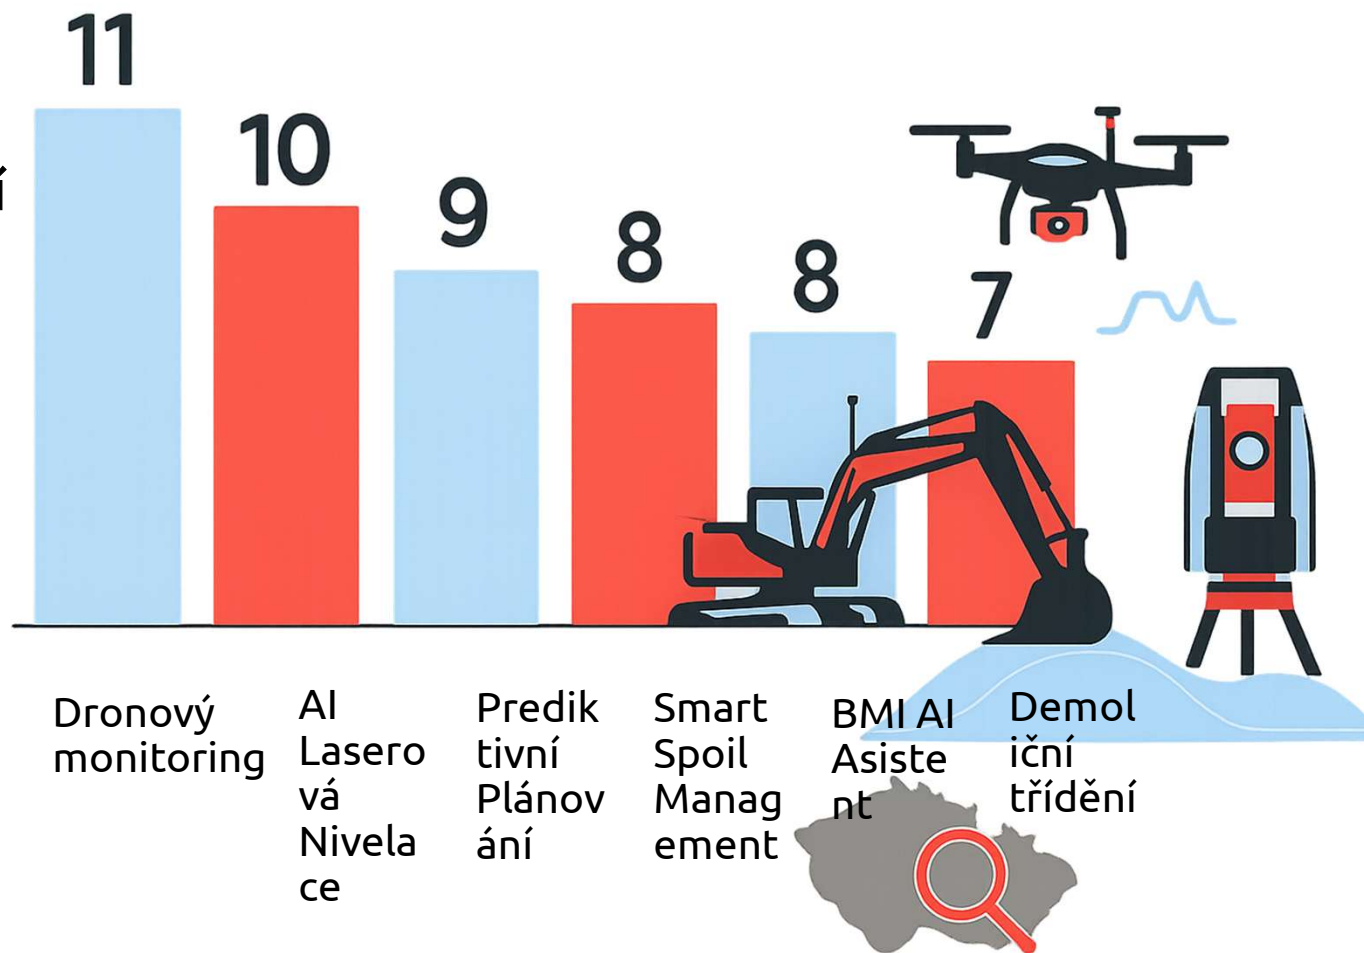 11
10
9
8
8
7
í
Dronový
monitoring
AI
Lasero
vá
Nivela
ce
Predik
tivní
Plánov
ání
Smart
Spoil
Manag
ement
BMI AI
Asiste
nt
Demol
iční
třídění